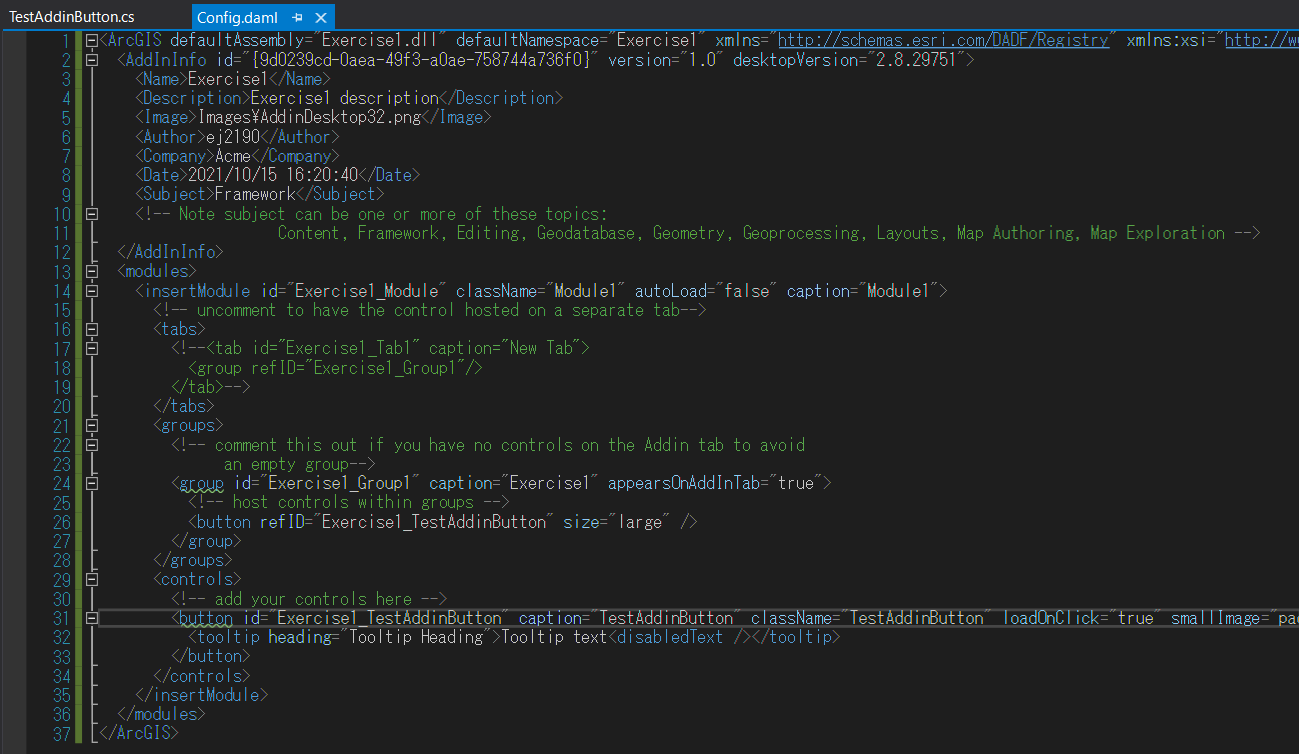 TestAddinButton.cs
Config.daml
1 <ArcGIS defaultAssembly="Exercise1.dll" defaultNamespace="Exercise1" xmlns="http://schemas.esri.com/DADF/Registry" xmlns:xsi="http://w
2 <AddInInfo id="{9d0239cd-0aea-49f3-a0ae-758744a736f0}" version="1.0" desktopVersion="2.8.29751">
3 <Name>Exercise1</Name>
4 <Description>Exercise1 description</Description>
5 <Image>Images¥AddinDesktop32.png</Image>
6 <Author>ej2190</Author>
7 <Company>Acme</Company>
8 <Date>2021/10/15 16:20:40</Date>
9 <Subject>Framework</Subject>
10 <!-- Note subject can be one or more of these topics:
11 Content, Framework, Editing, Geodatabase, Geometry, Geoprocessing, Layouts, Map Authoring, Map Exploration -->
12 </AddInInfo>
13 <modules>
14 <insertModule id="Exercise1_Module" className="Module1" autoLoad="false" caption="Module1">
15 <!-- uncomment to have the control hosted on a separate tab-->
16 <tabs>
17 <!--<tab id="Exercise1_Tab1" caption="New Tab">
18 <group refID="Exercise1_Group1"/>
19 </tab>-->
20 </tabs>
21 <groups>
22 <!-- comment this out if you have no controls on the Addin tab to avoid
23 an empty group-->
24 <group id="Exercise1_Group1" caption="Exercise1" appearsOnAddInTab="true">
25 <!-- host controls within groups -->
26 <button refID="Exercise1_TestAddinButton" size="large" />
27 </group>
28 </groups>
29 <controls>
30 <!-- add your controls here -->
31 <button id="Exercise1_TestAddinButton" caption="TestAddinButton" className="TestAddinButton" loadOnClick="true" smallImage="pa
32 <tooltip heading="Tooltip Heading">Tooltip text<disabledText /></tooltip>
33 </button>
34 </controls>
35 </insertModule>
36 </modules>
37 </ArcGIS>